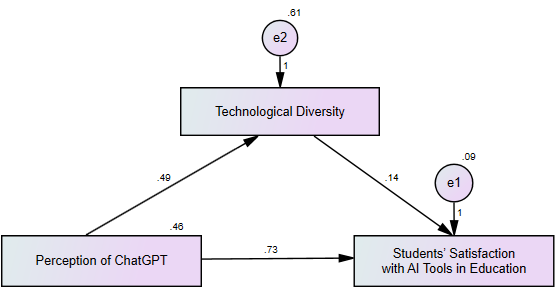 .61
e2
1
Technological Diversity
.49
.14
.09
e1
1
.46
Perception of ChatGPT
.73
Students’ Satisfaction
with AI Tools in Education